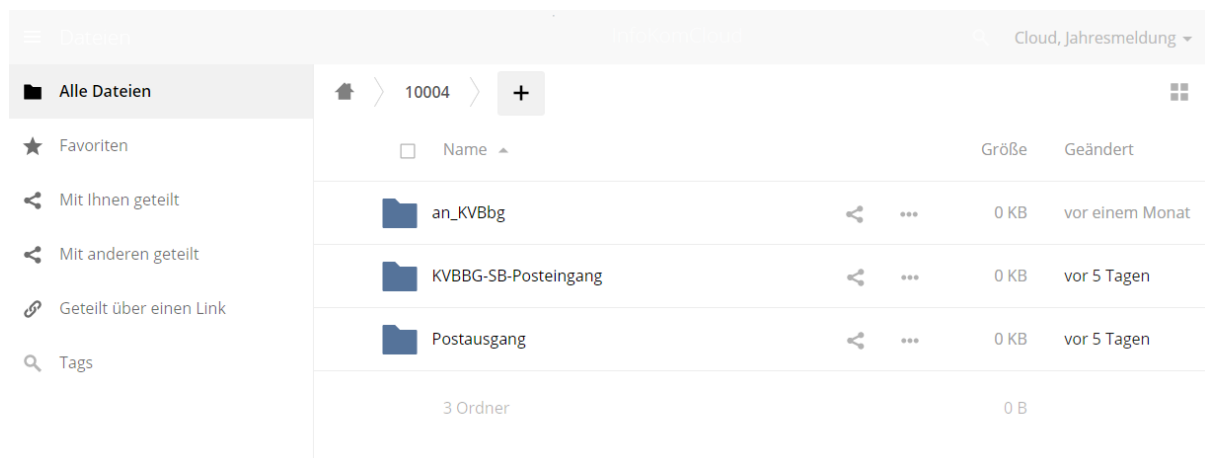 Dateien
Cloud, Jahresmeldung
Alle Dateien
10004
+
Favoriten
Name
Größe
Geändert
Mit Ihnen geteilt
an_KVBbg
0 KB
vor einem Monat
Mit anderen geteilt
KVBBG-SB-Posteingang
0 KB
vor 5 Tagen
Geteilt über einen Link
Postausgang
0 KB
vor 5 Tagen
Tags
3 Ordner
0 B